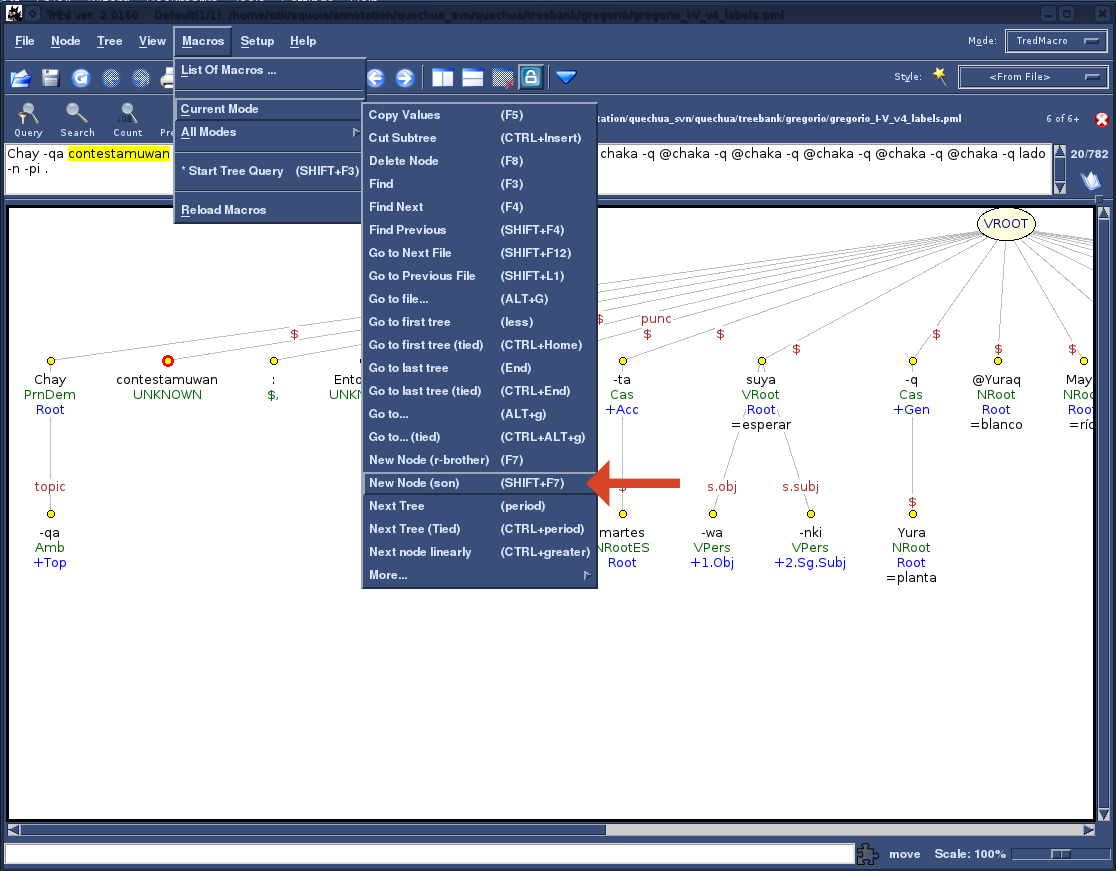 TrEd ver. 2.0160 Default(1/1): /home/ozli/squoia/annotation/quechua_svn/quechua/treebank/gregorio/gregorio_I-V_v4_labels.pml
File Node Tree View Macros Setup Help Mode: TredMacro
Style: <From File>
Query Search Count
List Of Macros ...
Current Mode
All Modes
* Start Tree Query (SHIFT+F3)
Reload Macros
tation/quechua_svn/quechua/treebank/gregorio/gregorio_I-V_v4_labels.pml 6 of 6+
Chay -qa contestamuwan
chaka -q @chaka -q @chaka -q @chaka -q @chaka -q @chaka -q lado 20/782
-n -pi .
Copy Values (F5)
Cut Subtree (CTRL+Insert)
Delete Node (F8)
Find (F3)
Find Next (F4)
Find Previous (SHIFT+F4)
Go to Next File (SHIFT+F12)
Go to Previous File (SHIFT+L1)
Go to file... (ALT+G)
Go to first tree (less)
Go to first tree (tied) (CTRL+Home)
Go to last tree (End)
Go to last tree (tied) (CTRL+End)
Go to... (ALT+g)
Go to... (tied) (CTRL+ALT+g)
New Node (r-brother) (F7)
New Node (son) (SHIFT+F7)
Next Tree (period)
Next Tree (Tied) (CTRL+period)
Next node linearly (CTRL+greater)
More...
VROOT
$ $ punc $ $ $ $ $ $
Chay contestamuwan : Ento -ta suya -q @Yuraq May
PrnDem UNKNOWN $, UNKN Cas VRoot Cas NRoot NRoo
Root +Acc Root +Gen Root Roo
=esperar =blanco =río
topic $ s.obj s.subj $
-qa martes -wa -nki Yura
Amb NRootES VPers VPers NRoot
+Top Root +1.Obj +2.Sg.Subj Root
=planta
move Scale: 100%